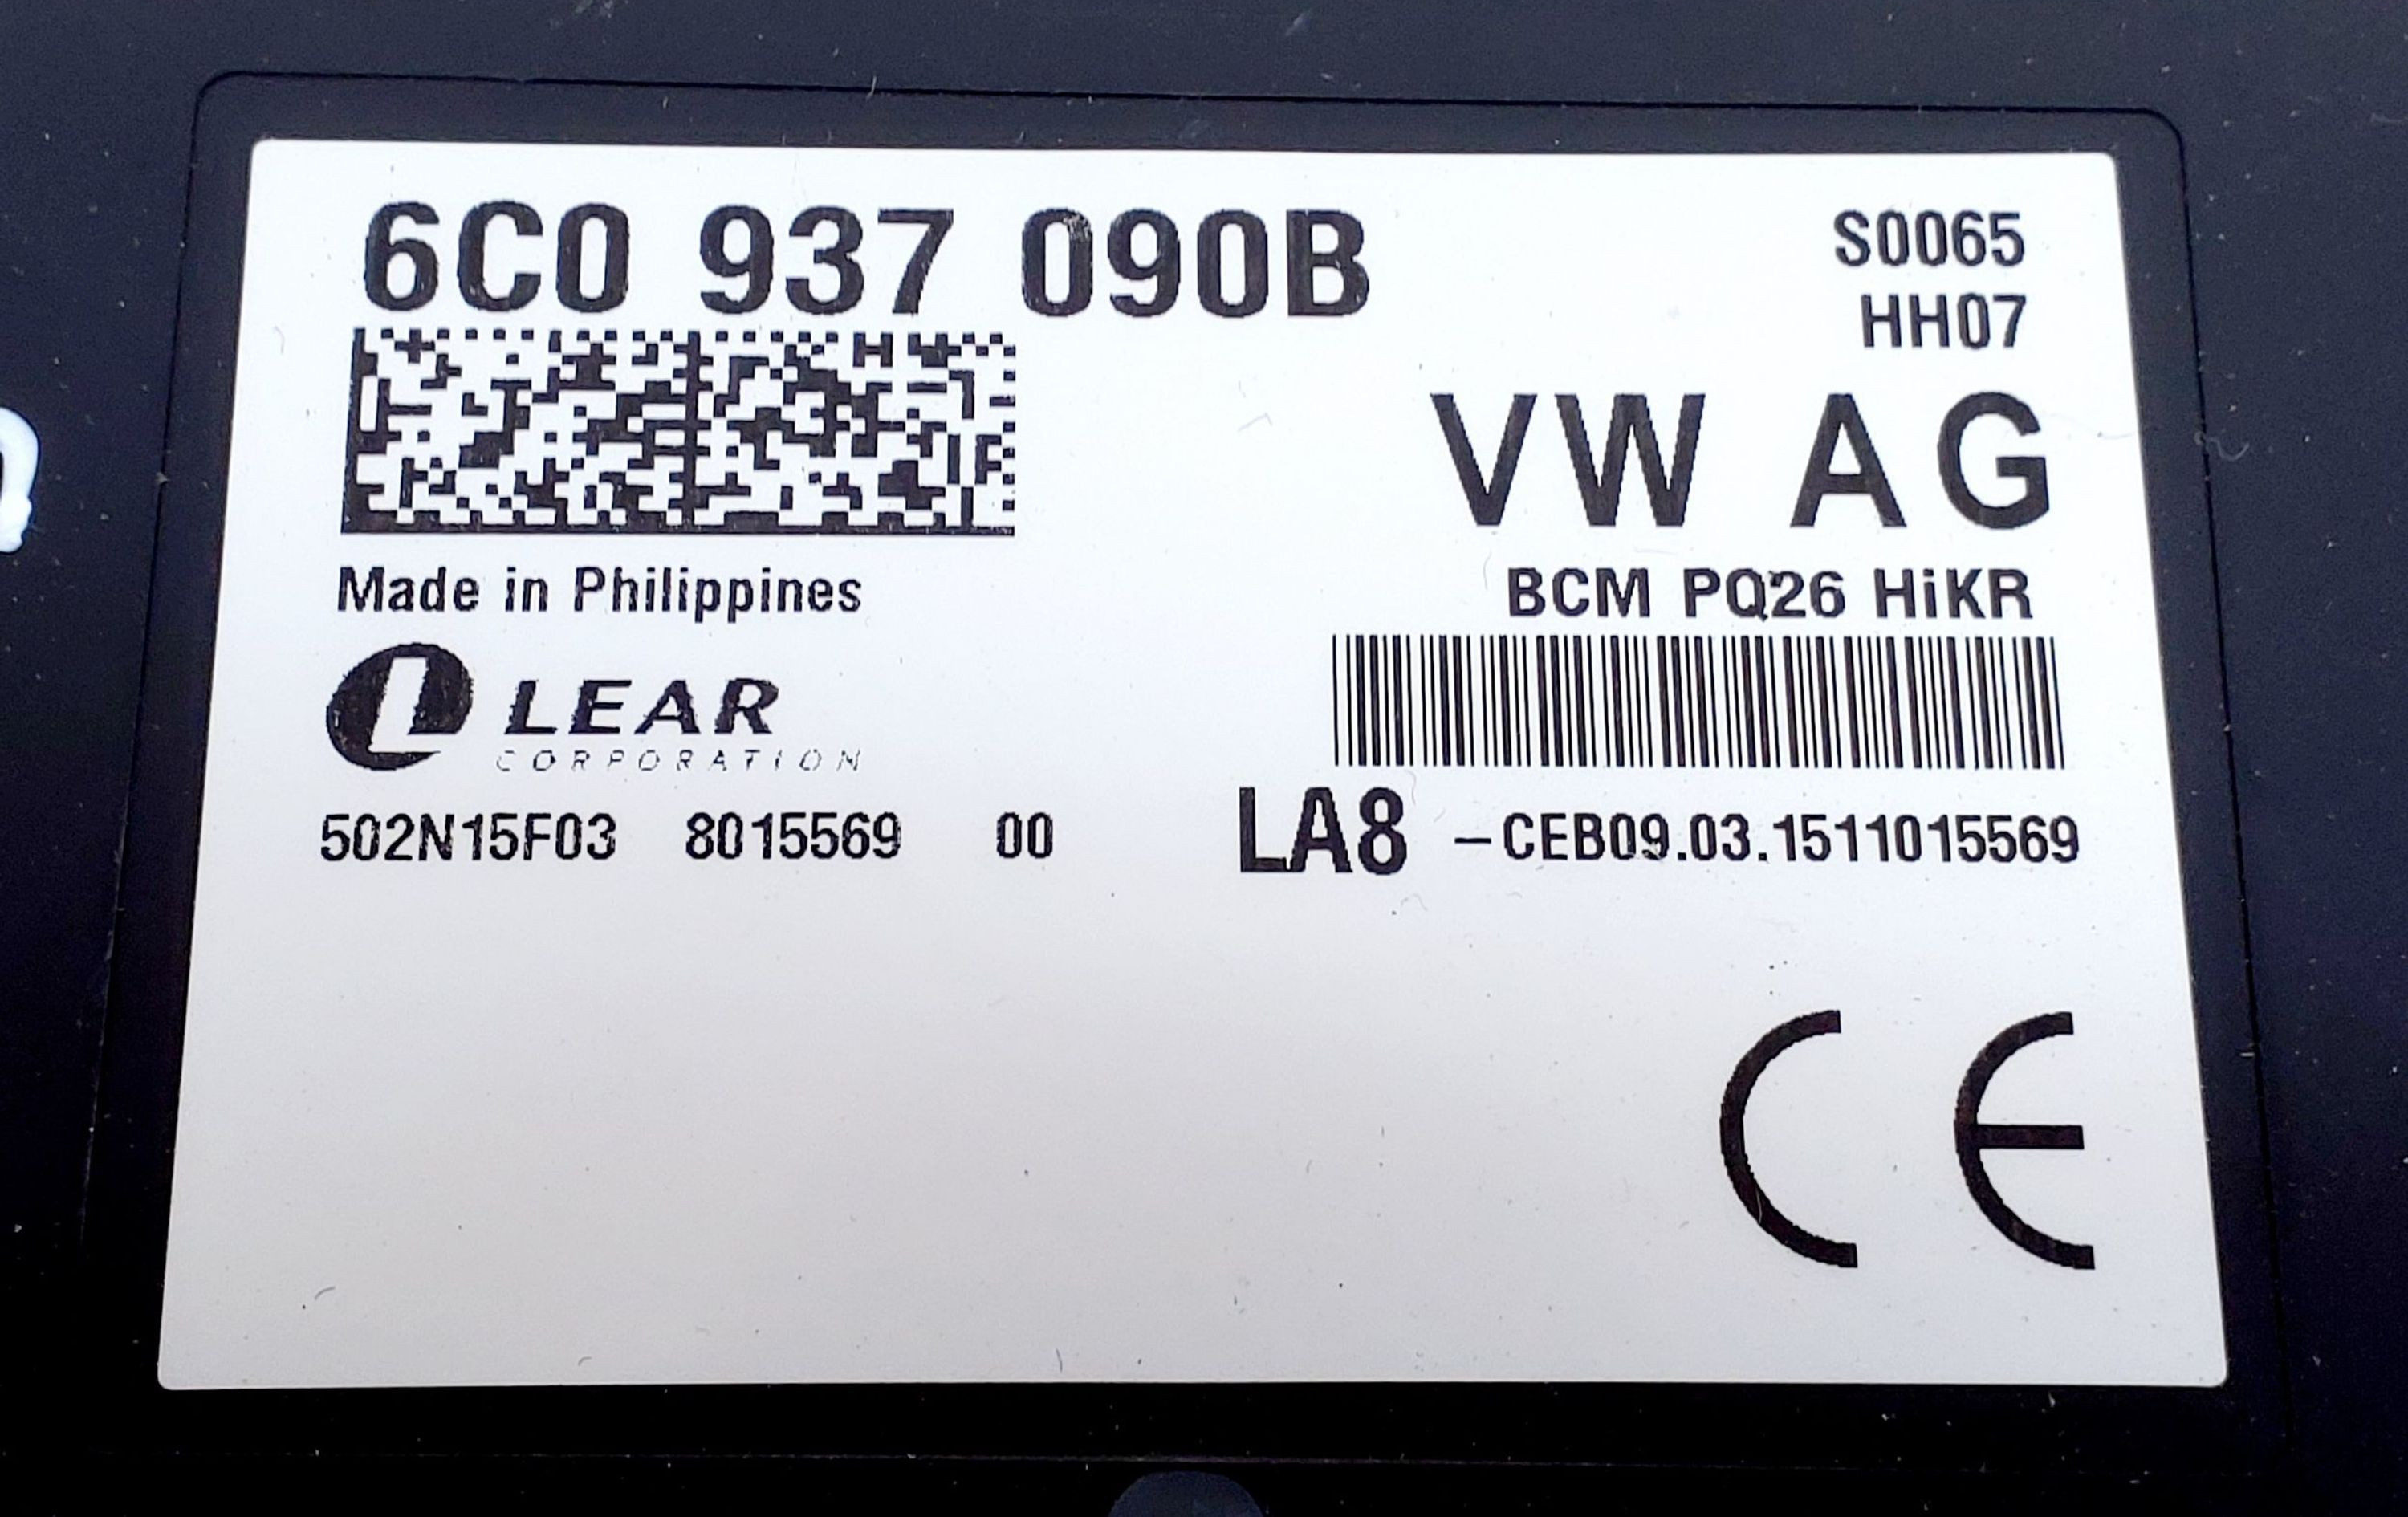 6C0 937 090B
S0065
HH07
VW AG
Made in Philippines
BCM PQ26 HiKR
LEAR
CORPORATION
502N15F03 8015569 00
LA8 -CEB09.03.1511015569
CE